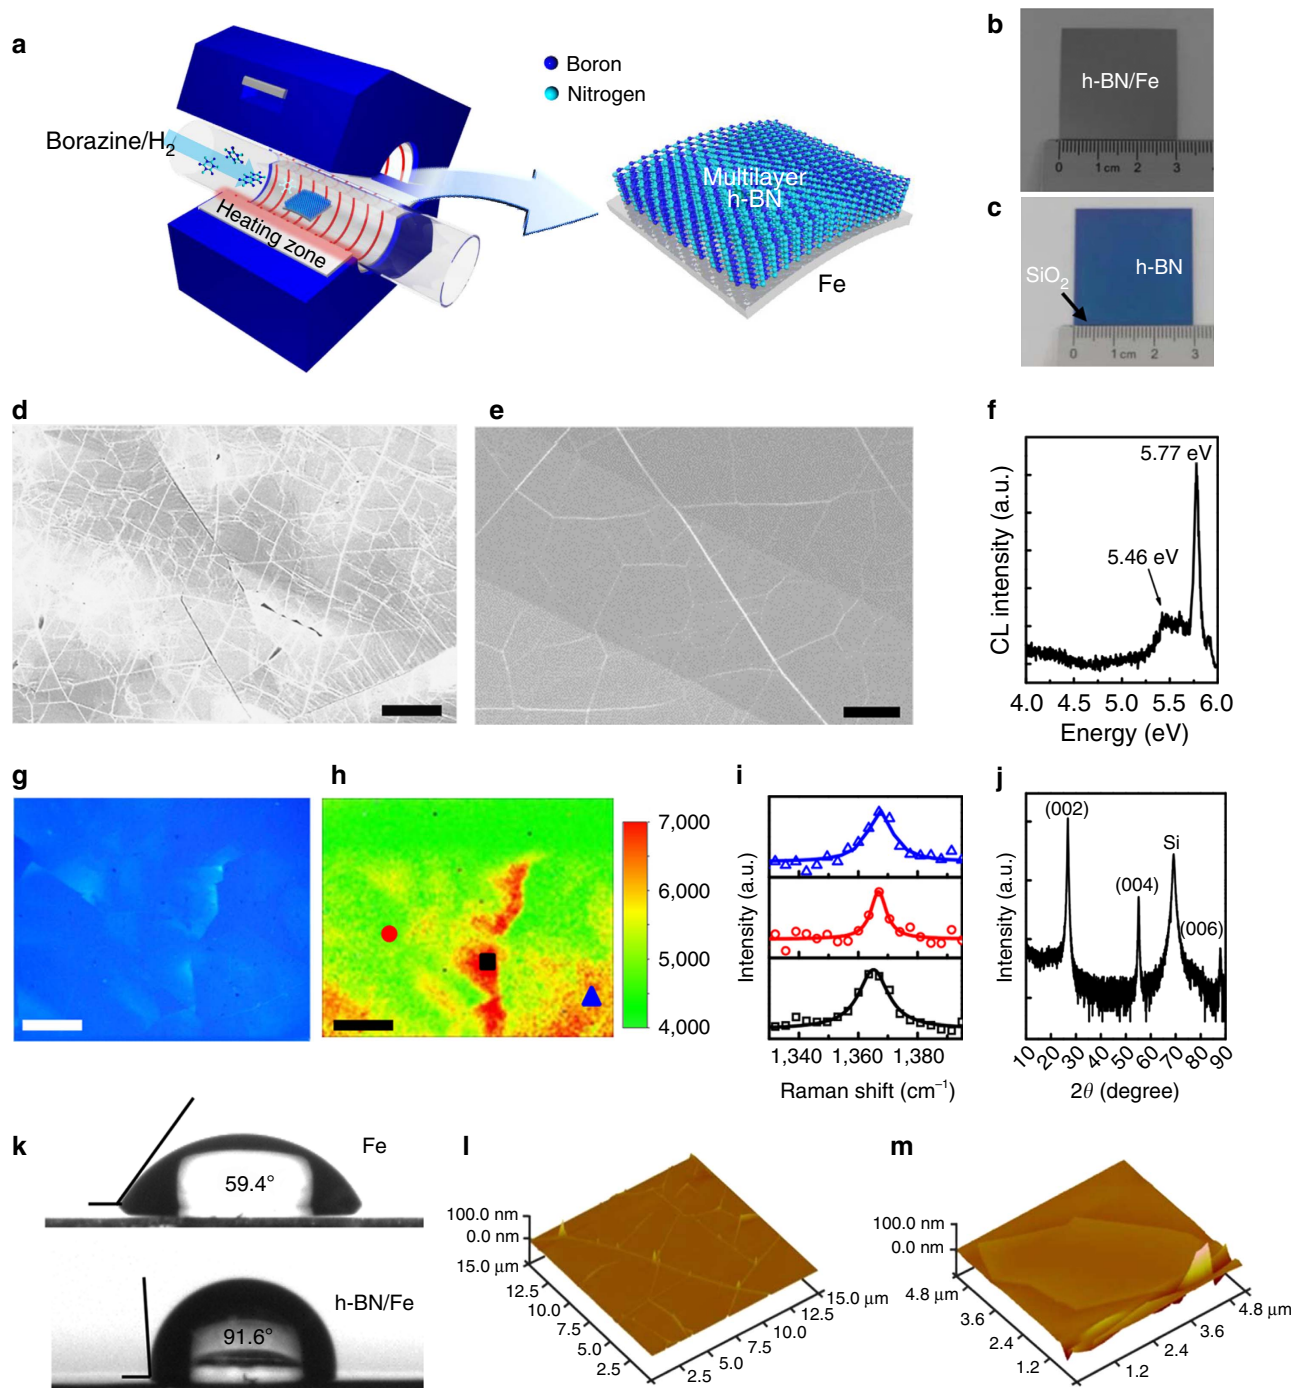 a
Boron
Nitrogen
Borazine/H2
Heating zone
Multilayer
h-BN
Fe
b
h-BN/Fe
0 1 cm 2 3
c
h-BN
SiO2
0 1 cm 2 3
d
e
f
CL intensity (a.u.)
5.77 eV
5.46 eV
4.0 4.5 5.0 5.5 6.0
Energy (eV)
g
h
7,000
6,000
5,000
4,000
i
Intensity (a.u.)
1,340 1,360 1,380
Raman shift (cm−1)
j
Intensity (a.u.)
(002)
Si
(004)
(006)
10 20 30 40 50 60 70 80 90
2θ (degree)
k
Fe
59.4°
h-BN/Fe
91.6°
l
100.0 nm
0.0 nm
15.0 μm
12.5
10.0
7.5
5.0
2.5
2.5
5.0
7.5
10.0
12.5
15.0 μm
m
100.0 nm
0.0 nm
4.8 μm
3.6
2.4
1.2
1.2
2.4
3.6
4.8 μm